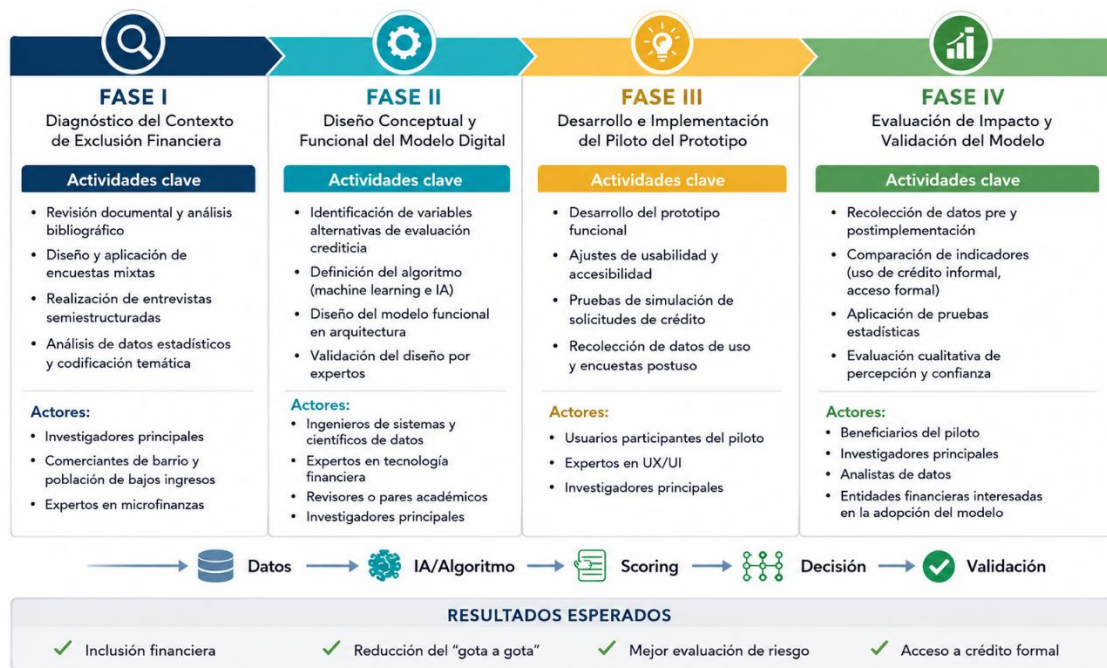 FASE I
Diagnóstico del Contexto
de Exclusión Financiera
Actividades clave
• Revisión documental y análisis
bibliográfico
• Diseño y aplicación de
encuestas mixtas
• Realización de entrevistas
semiestructuradas
• Análisis de datos estadísticos
y codificación temática
Actores:
• Investigadores principales
• Comerciantes de barrio y
población de bajos ingresos
• Expertos en microfinanzas
FASE II
Diseño Conceptual y
Funcional del Modelo Digital
Actividades clave
• Identificación de variables
alternativas de evaluación
crediticia
• Definición del algoritmo
(machine learning e IA)
• Diseño del modelo funcional
en arquitectura
• Validación del diseño por
expertos
Actores:
• Ingenieros de sistemas y
científicos de datos
• Expertos en tecnología
financiera
• Revisores o pares académicos
• Investigadores principales
FASE III
Desarrollo e Implementación
del Piloto del Prototipo
Actividades clave
• Desarrollo del prototipo
funcional
• Ajustes de usabilidad y
accesibilidad
• Pruebas de simulación de
solicitudes de crédito
• Recolección de datos de uso
y encuestas postuso
Actores:
• Usuarios participantes del piloto
• Expertos en UX/UI
• Investigadores principales
FASE IV
Evaluación de Impacto y
Validación del Modelo
Actividades clave
• Recolección de datos pre y
postimplementación
• Comparación de indicadores
(uso de crédito informal,
acceso formal)
• Aplicación de pruebas
estadísticas
• Evaluación cualitativa de
percepción y confianza
Actores:
• Beneficiarios del piloto
• Investigadores principales
• Analistas de datos
• Entidades financieras interesadas
en la adopción del modelo
Datos IA/Algoritmo Scoring Decisión Validación
RESULTADOS ESPERADOS
Inclusión financiera Reducción del "gota a gota" Mejor evaluación de riesgo Acceso a crédito formal